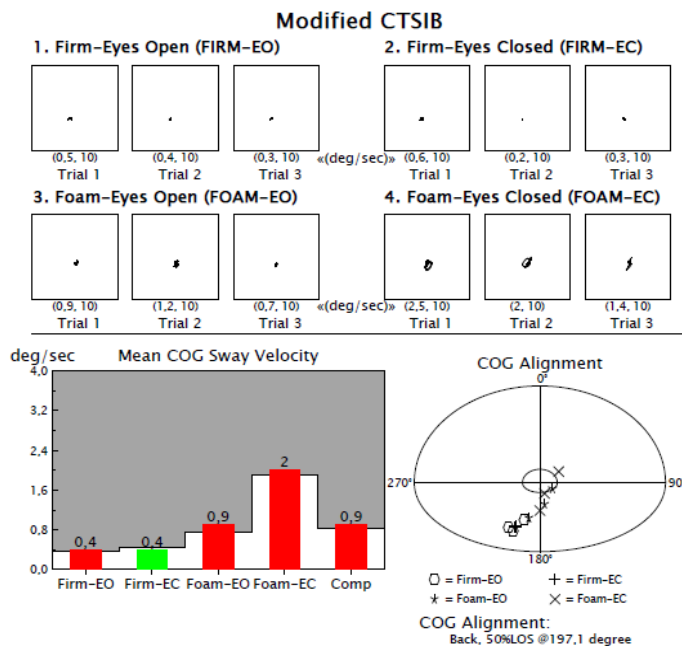 Modified CTSIB
1. Firm-Eyes Open (FIRM-EO)
2. Firm-Eyes Closed (FIRM-EC)
(0,5, 10) (0,4, 10) (0,3, 10) «(deg/sec)» (0,6, 10) (0,2, 10) (0,3, 10)
Trial 1 Trial 2 Trial 3 Trial 1 Trial 2 Trial 3
3. Foam-Eyes Open (FOAM-EO)
4. Foam-Eyes Closed (FOAM-EC)
(0,9, 10) (1,2, 10) (0,7, 10) «(deg/sec)» (2,5, 10) (2, 10) (1,4, 10)
Trial 1 Trial 2 Trial 3 Trial 1 Trial 2 Trial 3
deg/sec Mean COG Sway Velocity
4,0
3,2
2,4
1,6
0,8
0,0
0,4 0,4 0,9 2 0,9
Firm-EO Firm-EC Foam-EO Foam-EC Comp
COG Alignment
0°
270° 90
180°
= Firm-EO = Firm-EC
= Foam-EO = Foam-EC
COG Alignment:
Back, 50%LOS @197,1 degree